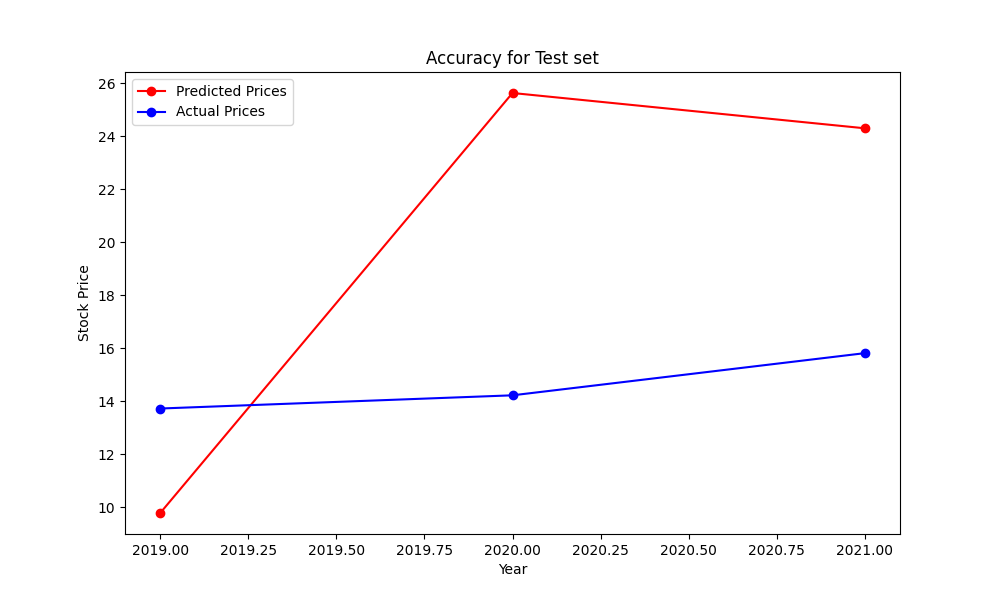 Accuracy for Test set
Predicted Prices
Actual Prices
Stock Price
26
24
22
20
18
16
14
12
10
2019.00 2019.25 2019.50 2019.75 2020.00 2020.25 2020.50 2020.75 2021.00
Year